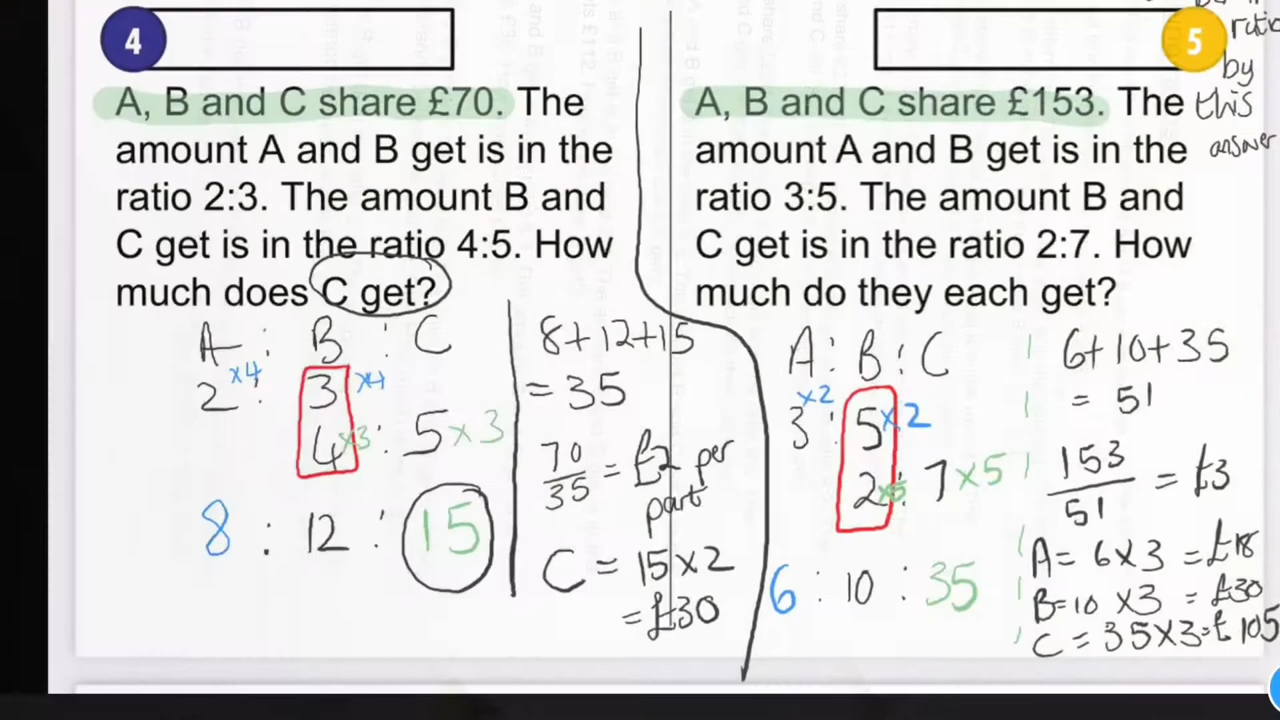 4
A, B and C share £70. The
amount A and B get is in the
ratio 2:3. The amount B and
C get is in the ratio 4:5. How
much does C get?
A : B : C
2 ×4 : 3 ×4
4 ×3 : 5 ×3
8 : 12 : 15
8+12+15
= 35
70/35 = £2 per
part
C = 15×2
= £30
5
ratio
by
this
answer
A, B and C share £153. The
amount A and B get is in the
ratio 3:5. The amount B and
C get is in the ratio 2:7. How
much do they each get?
A : B : C
3 ×2 : 5 ×2
2 ×5 : 7 ×5
6 : 10 : 35
6+10+35
= 51
153/51 = £3
A = 6×3 = £18
B = 10 ×3 = £30
C = 35×3 = £105